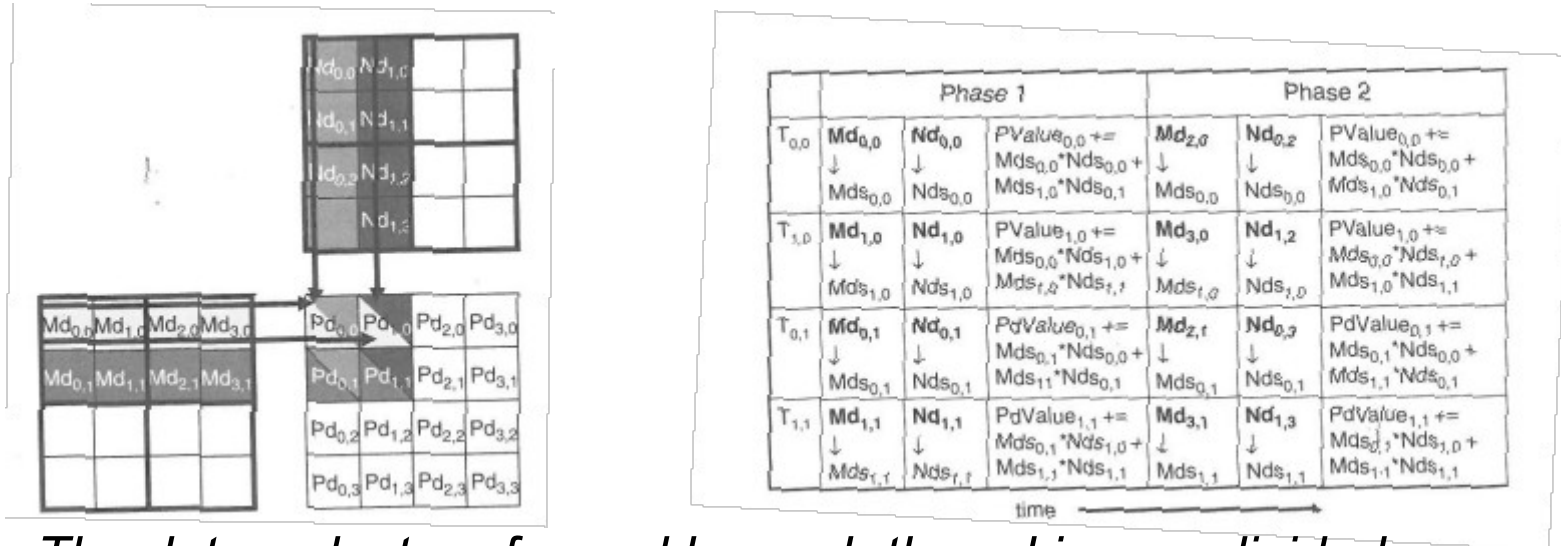 Nd0,0 Nd1,0
Nd0,1 Nd1,1
Nd0,2 Nd1,2
Nd1,3
Md0,0 Md1,0 Md2,0 Md3,0
Md0,1 Md1,1 Md2,1 Md3,1
Pd0,0 Pd1,0 Pd2,0 Pd3,0
Pd0,1 Pd1,1 Pd2,1 Pd3,1
Pd0,2 Pd1,2 Pd2,2 Pd3,2
Pd0,3 Pd1,3 Pd2,3 Pd3,3
Phase 1 Phase 2
T0,0 Md0,0 Nd0,0 PValue0,0 += Md2,0 Nd0,2 PValue0,0 +=
↓ ↓ Mds0,0*Nds0,0 + ↓ ↓ Mds0,0*Nds0,0 +
Mds0,0 Nds0,0 Mds1,0*Nds0,1 Mds0,0 Nds0,0 Mds1,0*Nds0,1
T1,0 Md1,0 Nd1,0 PValue1,0 += Md3,0 Nd1,2 PValue1,0 +=
↓ ↓ Mds0,0*Nds1,0 + ↓ ↓ Mds0,0*Nds1,0 +
Mds1,0 Nds1,0 Mds1,0*Nds1,1 Mds1,0 Nds1,0 Mds1,0*Nds1,1
T0,1 Md0,1 Nd0,1 PdValue0,1 += Md2,1 Nd0,3 PdValue0,1 +=
↓ ↓ Mds0,1*Nds0,0 + ↓ ↓ Mds0,1*Nds0,0 +
Mds0,1 Nds0,1 Mds11*Nds0,1 Mds0,1 Nds0,1 Mds1,1*Nds0,1
T1,1 Md1,1 Nd1,1 PdValue1,1 += Md3,1 Nd1,3 PdValue1,1 +=
↓ ↓ Mds0,1*Nds1,0 + ↓ ↓ Mds0,1*Nds1,0 +
Mds1,1 Nds1,1 Mds1,1*Nds1,1 Mds1,1 Nds1,1 Mds1,1*Nds1,1
time